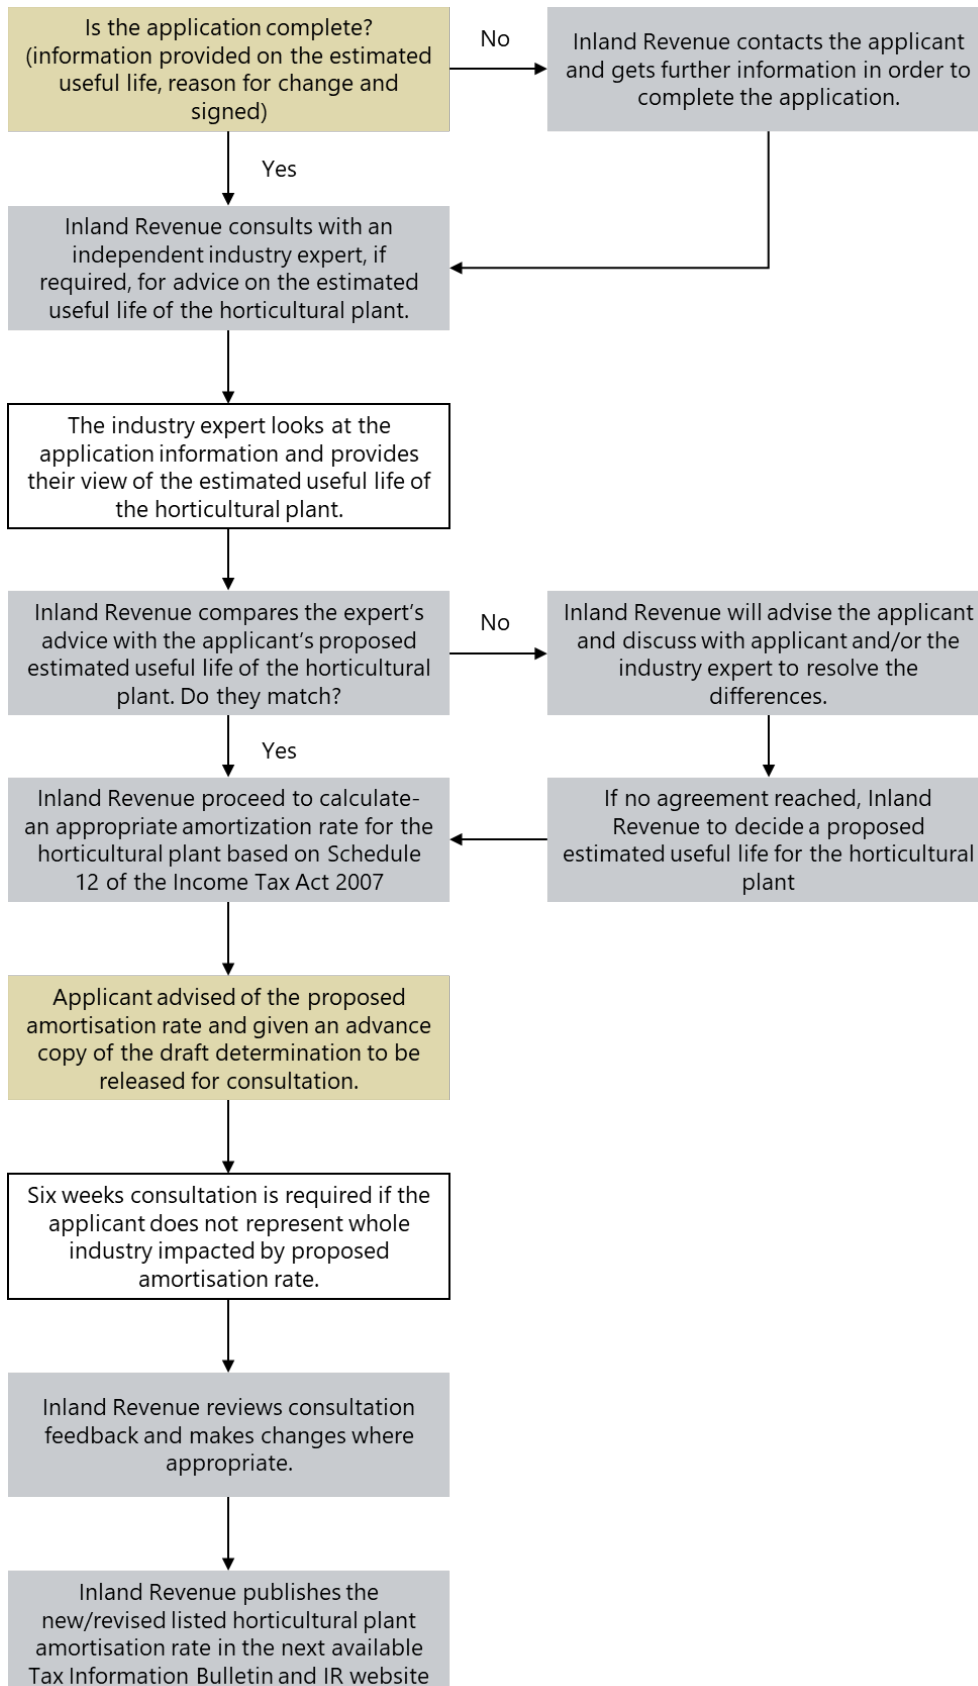 Is the application complete?
(information provided on the estimated
useful life, reason for change and
signed)
No
Inland Revenue contacts the applicant
and gets further information in order to
complete the application.
Yes
Inland Revenue consults with an
independent industry expert, if
required, for advice on the estimated
useful life of the horticultural plant.
The industry expert looks at the
application information and provides
their view of the estimated useful life of
the horticultural plant.
Inland Revenue compares the expert's
advice with the applicant's proposed
estimated useful life of the horticultural
plant. Do they match?
No
Inland Revenue will advise the applicant
and discuss with applicant and/or the
industry expert to resolve the
differences.
Yes
Inland Revenue proceed to calculate-
an appropriate amortization rate for the
horticultural plant based on Schedule
12 of the Income Tax Act 2007
If no agreement reached, Inland
Revenue to decide a proposed
estimated useful life for the horticultural
plant
Applicant advised of the proposed
amortisation rate and given an advance
copy of the draft determination to be
released for consultation.
Six weeks consultation is required if the
applicant does not represent whole
industry impacted by proposed
amortisation rate.
Inland Revenue reviews consultation
feedback and makes changes where
appropriate.
Inland Revenue publishes the
new/revised listed horticultural plant
amortisation rate in the next available
Tax Information Bulletin and IR website